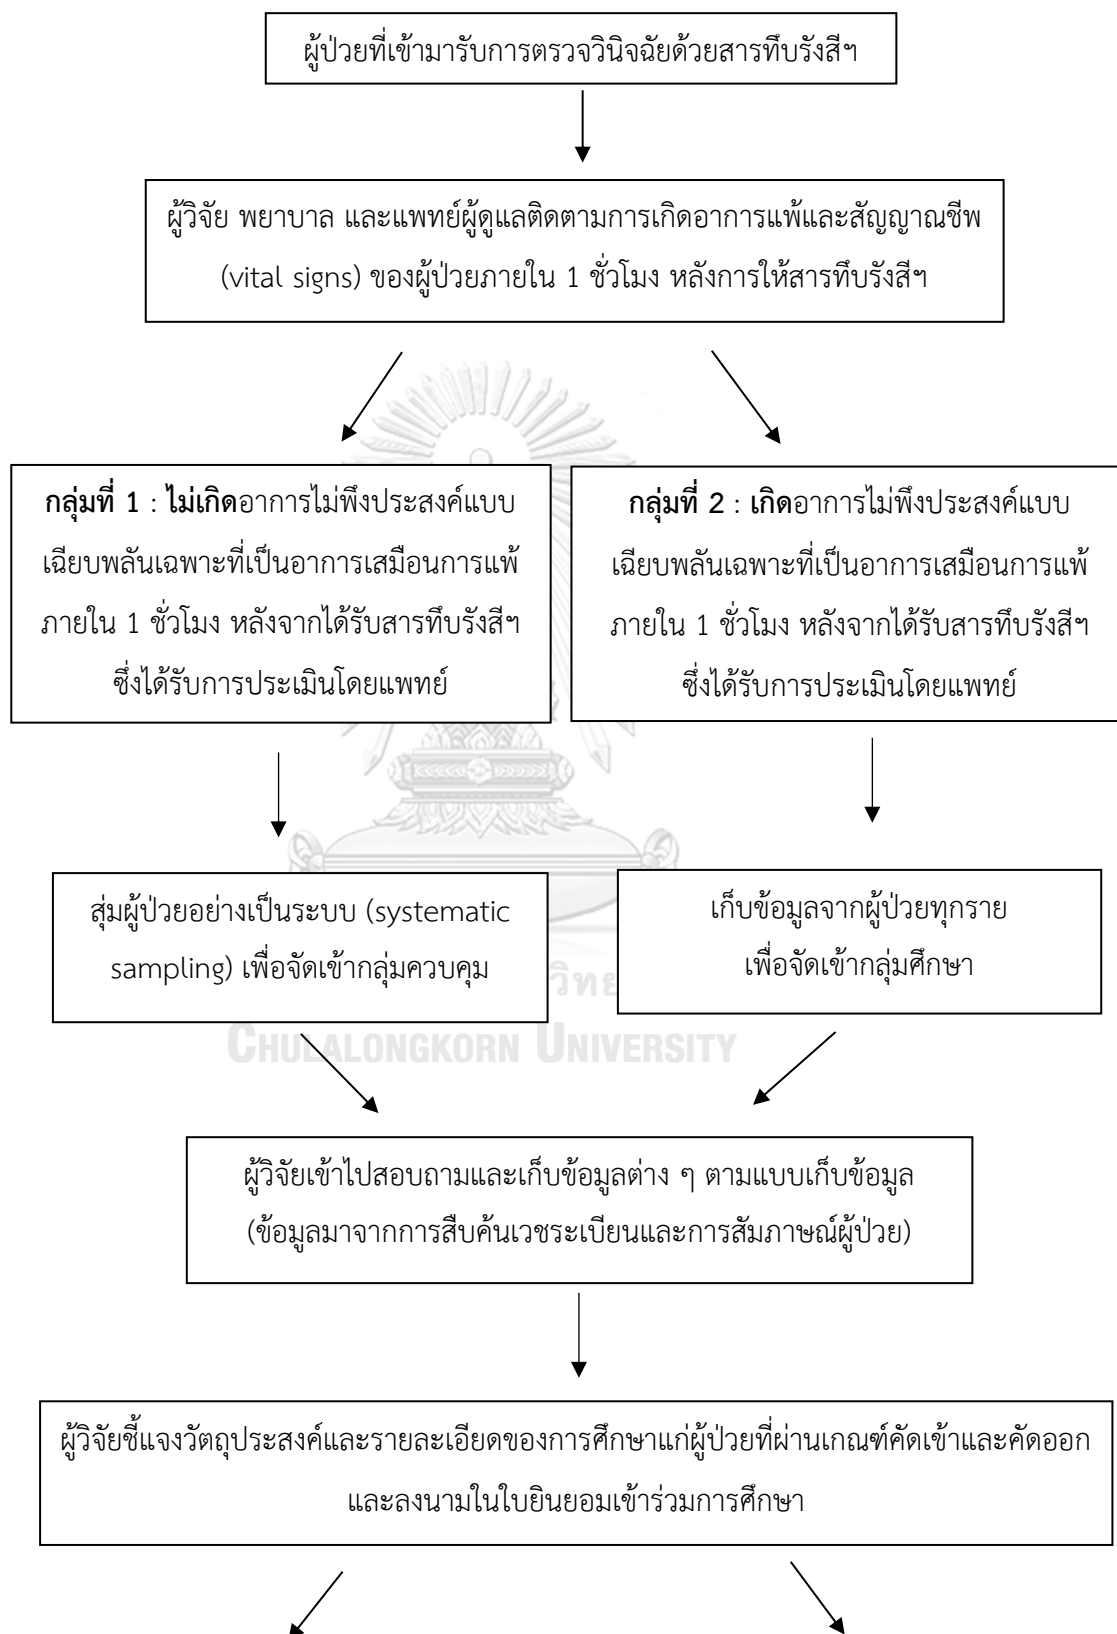 ผู้ป่วยที่เข้ามารับการตรวจวินิจฉัยด้วยสารทึบรังสีฯ
ผู้วิจัย พยาบาล และแพทย์ผู้ดูแลติดตามการเกิดอาการแพ้และสัญญาณชีพ
(vital signs) ของผู้ป่วยภายใน 1 ชั่วโมง หลังการให้สารทึบรังสีฯ
กลุ่มที่ 1 : ไม่เกิดอาการไม่พึงประสงค์แบบ
เฉียบพลันเฉพาะที่เป็นอาการเสมือนการแพ้
ภายใน 1 ชั่วโมง หลังจากได้รับสารทึบรังสีฯ
ซึ่งได้รับการประเมินโดยแพทย์
กลุ่มที่ 2 : เกิดอาการไม่พึงประสงค์แบบ
เฉียบพลันเฉพาะที่เป็นอาการเสมือนการแพ้
ภายใน 1 ชั่วโมง หลังจากได้รับสารทึบรังสีฯ
ซึ่งได้รับการประเมินโดยแพทย์
สุ่มผู้ป่วยอย่างเป็นระบบ (systematic
sampling) เพื่อจัดเข้ากลุ่มควบคุม
เก็บข้อมูลจากผู้ป่วยทุกราย
เพื่อจัดเข้ากลุ่มศึกษา
CHULALONGKORN UNIVERSITY
ผู้วิจัยเข้าไปสอบถามและเก็บข้อมูลต่าง ๆ ตามแบบเก็บข้อมูล
(ข้อมูลมาจากการสืบค้นเวชระเบียนและการสัมภาษณ์ผู้ป่วย)
ผู้วิจัยชี้แจงวัตถุประสงค์และรายละเอียดของการศึกษาแก่ผู้ป่วยที่ผ่านเกณฑ์คัดเข้าและคัดออก
และลงนามในใบยินยอมเข้าร่วมการศึกษา